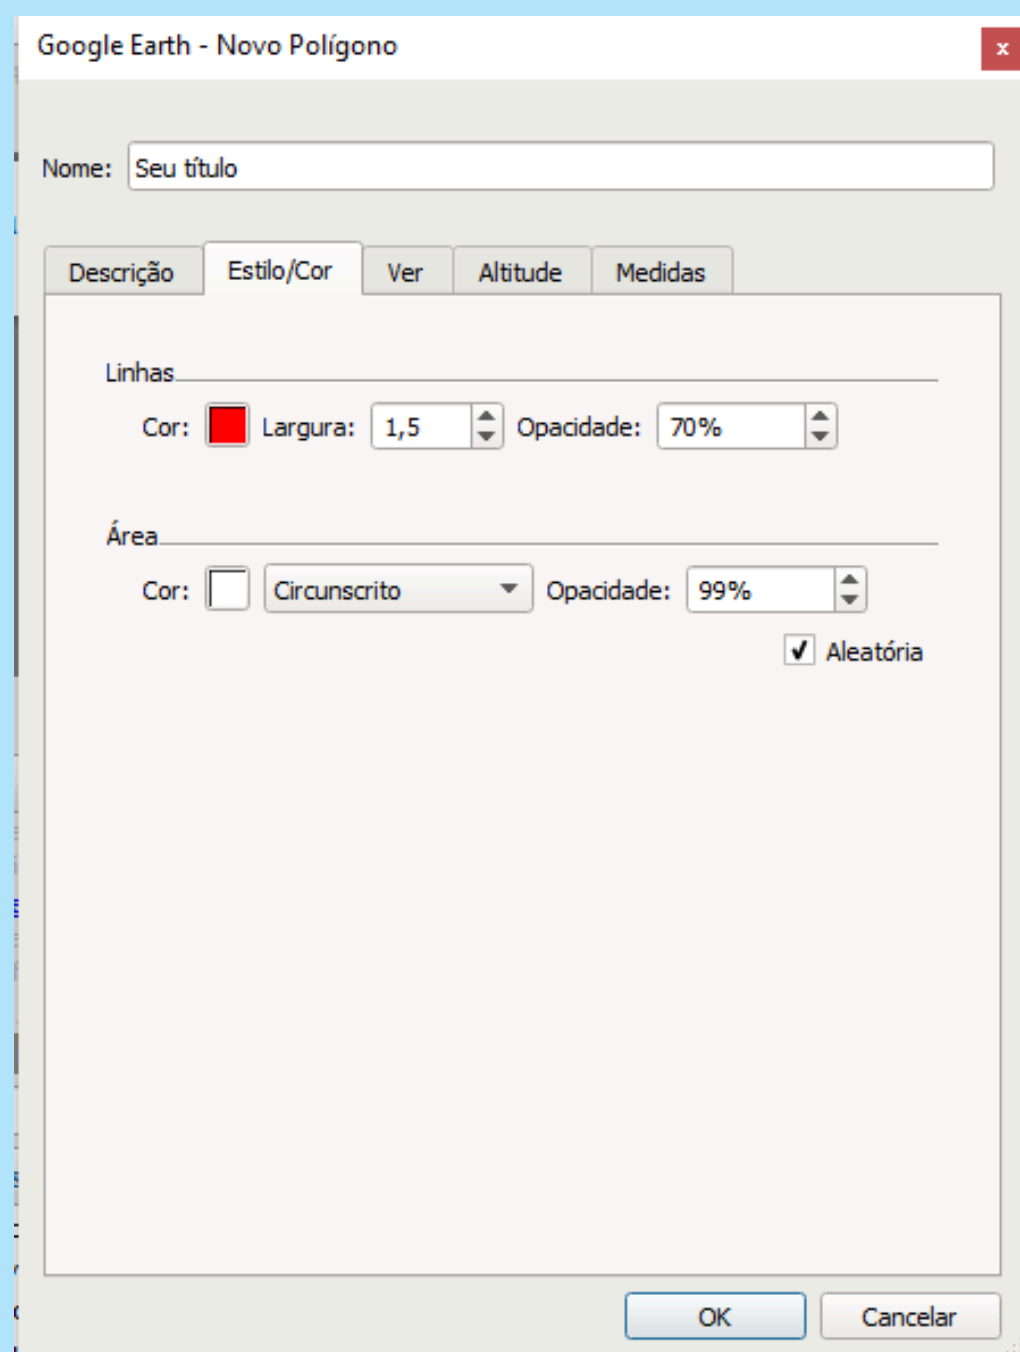 Google Earth - Novo Polígono
x
Nome: Seu título
Descrição Estilo/Cor Ver Altitude Medidas
Linhas
Cor: Largura: 1,5 Opacidade: 70%
Área
Cor: Circunscrito Opacidade: 99%
Aleatória
OK Cancelar